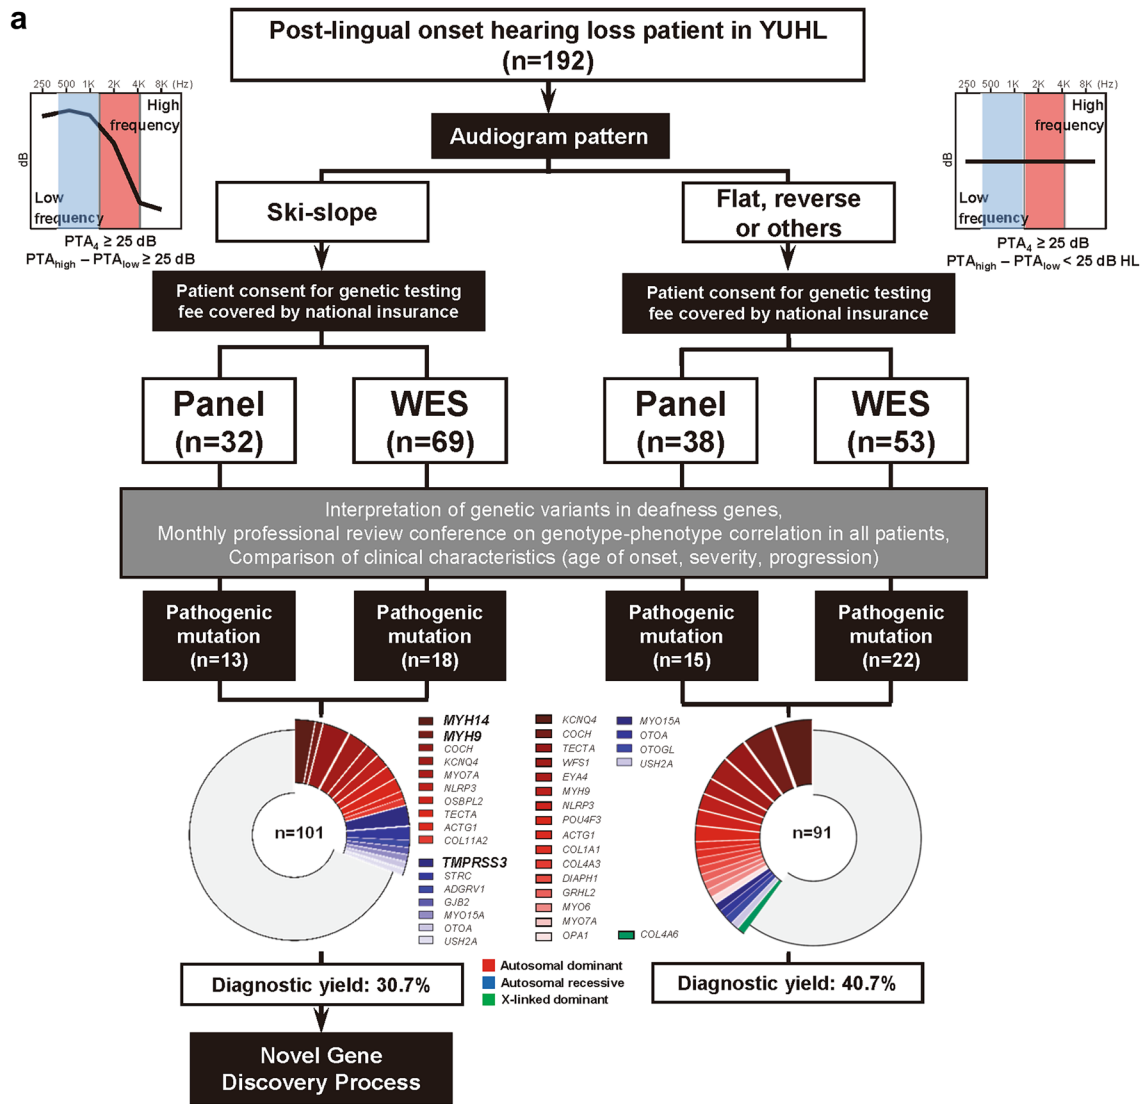 a
Post-lingual onset hearing loss patient in YUHL
(n=192)
250 500 1K 2K 4K 8K (Hz)
High
frequency
dB
Low
frequency
PTA4 ≥ 25 dB
PTAhigh – PTAlow ≥ 25 dB
250 500 1K 2K 4K 8K (Hz)
High
frequency
dB
Low
frequency
PTA4 ≥ 25 dB
PTAhigh – PTAlow < 25 dB HL
Audiogram pattern
Ski-slope
Flat, reverse
or others
Patient consent for genetic testing
fee covered by national insurance
Patient consent for genetic testing
fee covered by national insurance
Panel
(n=32)
WES
(n=69)
Panel
(n=38)
WES
(n=53)
Interpretation of genetic variants in deafness genes,
Monthly professional review conference on genotype-phenotype correlation in all patients,
Comparison of clinical characteristics (age of onset, severity, progression)
Pathogenic
mutation
(n=13)
Pathogenic
mutation
(n=18)
Pathogenic
mutation
(n=15)
Pathogenic
mutation
(n=22)
n=101
MYH14
MYH9
COCH
KCNQ4
MYO7A
NLRP3
OSBPL2
TECTA
ACTG1
COL11A2
TMPRSS3
STRC
ADGRV1
GJB2
MYO15A
OTOA
USH2A
KCNQ4
COCH
TECTA
WFS1
EYA4
MYH9
NLRP3
POU4F3
ACTG1
COL1A1
COL4A3
DIAPH1
GRHL2
MYO6
MYO7A
OPA1
MYO15A
OTOA
OTOGL
USH2A
COL4A6
n=91
Autosomal dominant
Autosomal recessive
X-linked dominant
Diagnostic yield: 30.7%
Diagnostic yield: 40.7%
Novel Gene
Discovery Process